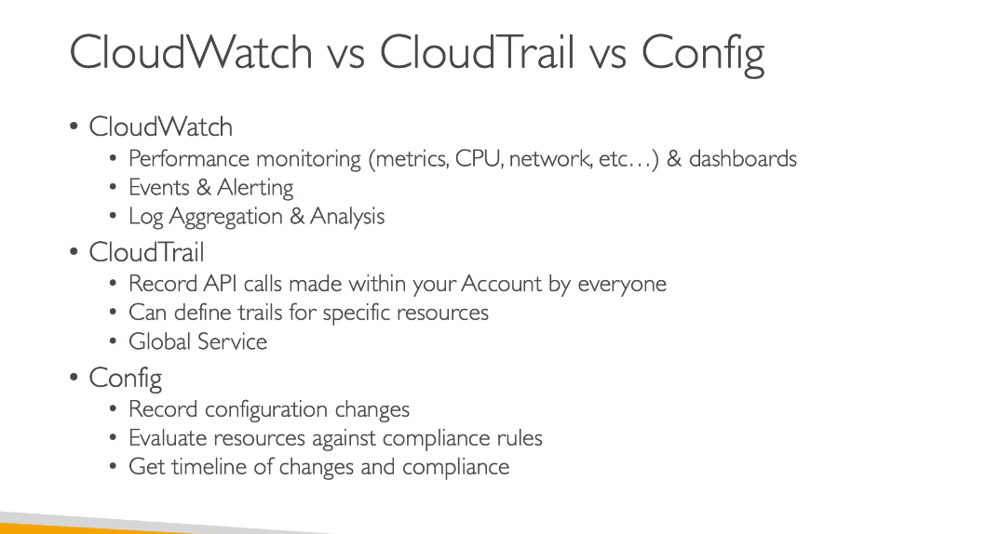 CloudWatch vs CloudTrail vs Config
• CloudWatch
• Performance monitoring (metrics, CPU, network, etc…) & dashboards
• Events & Alerting
• Log Aggregation & Analysis
• CloudTrail
• Record API calls made within your Account by everyone
• Can define trails for specific resources
• Global Service
• Config
• Record configuration changes
• Evaluate resources against compliance rules
• Get timeline of changes and compliance